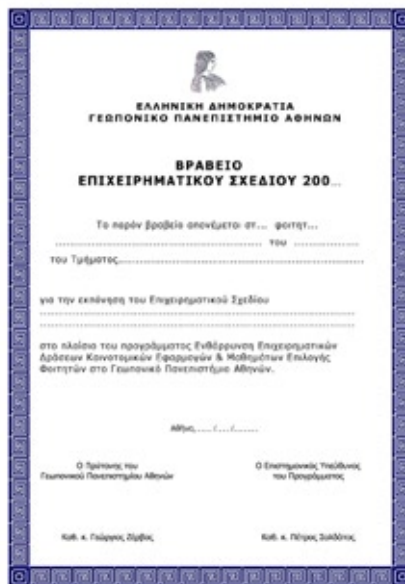 ΕΛΛΗΝΙΚΗ ΔΗΜΟΚΡΑΤΙΑ
ΓΕΩΠΟΝΙΚΟ ΠΑΝΕΠΙΣΤΗΜΙΟ ΑΘΗΝΩΝ
ΒΡΑΒΕΙΟ
ΕΠΙΧΕΙΡΗΜΑΤΙΚΟΥ ΣΧΕΔΙΟΥ 200...
Το παρόν βραβείο απονέμεται στ... φοιτητ...
................................................ του ...............
του Τμήματος.........................................................
για την εκπόνηση του Επιχειρηματικού Σχεδίου
.........................................................................
.........................................................................
στο πλαίσιο του προγράμματος Ενθάρρυνση Επιχειρηματικών
Δράσεων Καινοτομικών Εφαρμογών & Μαθημάτων Επιλογής
Φοιτητών στο Γεωπονικό Πανεπιστήμιο Αθηνών.
Αθήνα,..../.../......
Ο Πρύτανης του
Γεωπονικού Πανεπιστημίου Αθηνών
Ο Επιστημονικός Υπεύθυνος
του Προγράμματος
Καθ. κ. Γεώργιος Ζέρβας
Καθ. κ. Πέτρος Σολδάτος